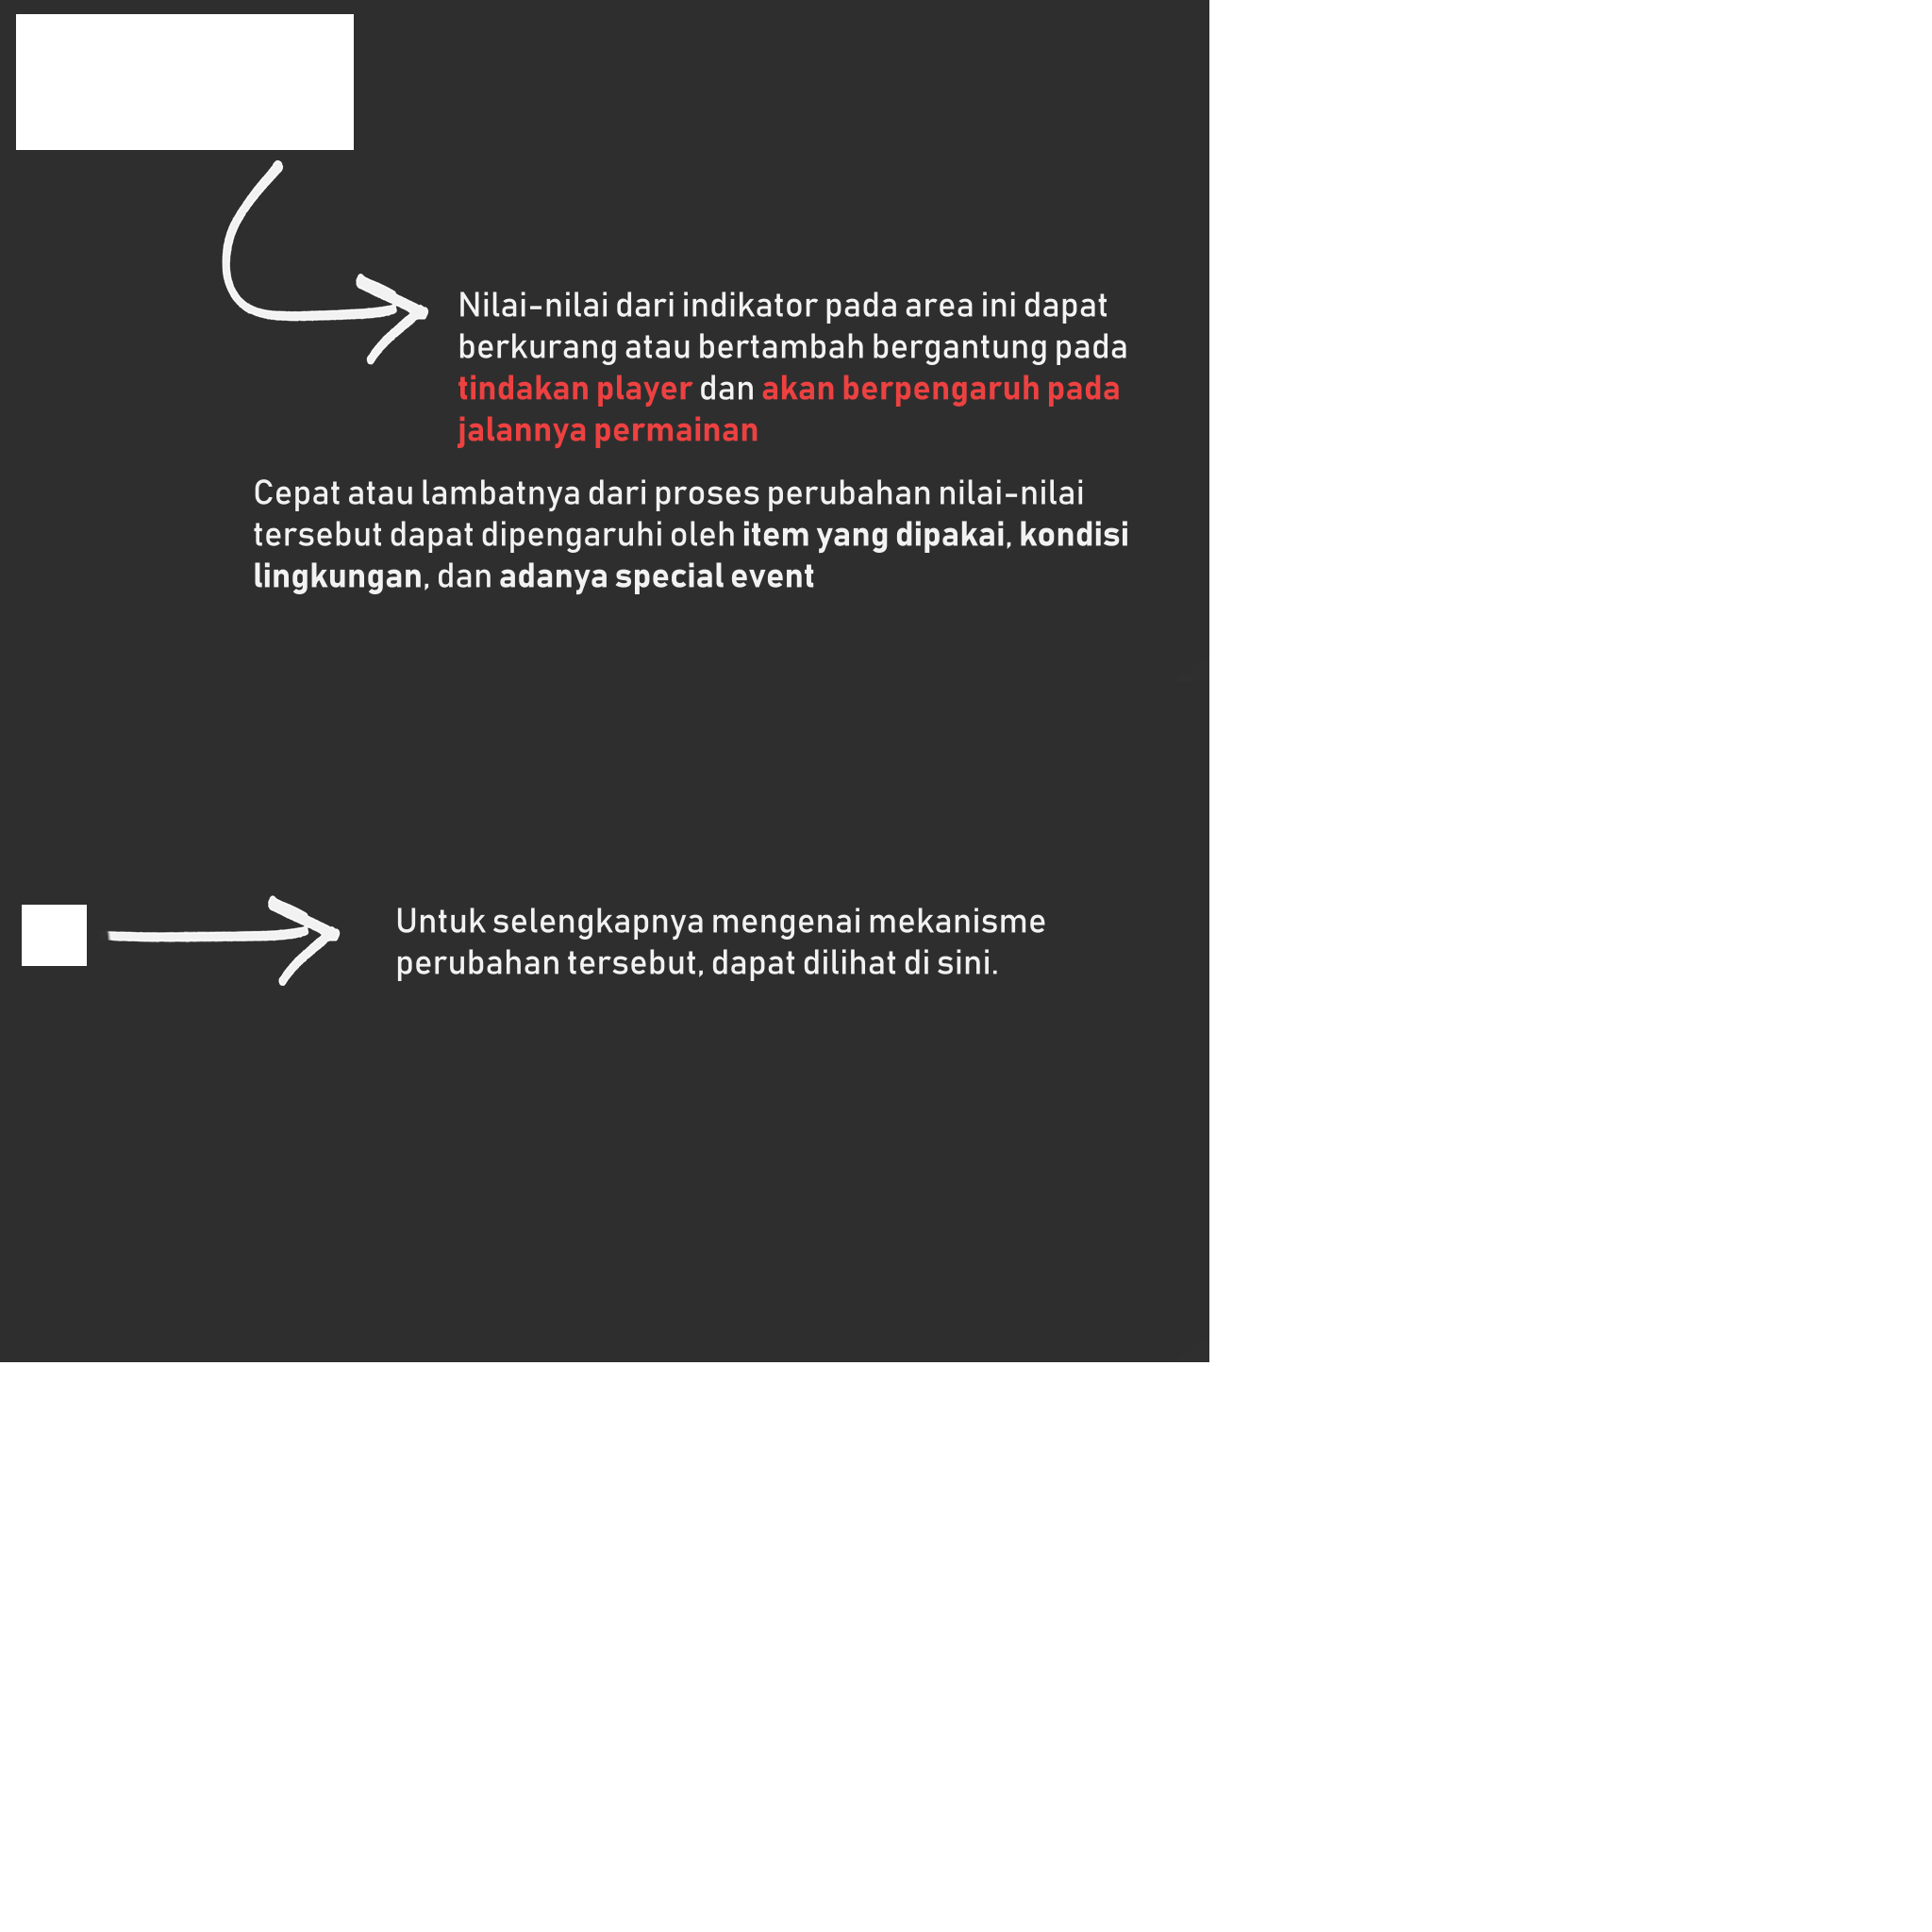 Nilai-nilai dari indikator pada area ini dapat
berkurang atau bertambah bergantung pada
tindakan player dan akan berpengaruh pada
jalannya permainan
Cepat atau lambatnya dari proses perubahan nilai-nilai
tersebut dapat dipengaruhi oleh item yang dipakai, kondisi
lingkungan, dan adanya special event
Untuk selengkapnya mengenai mekanisme
perubahan tersebut, dapat dilihat di sini.